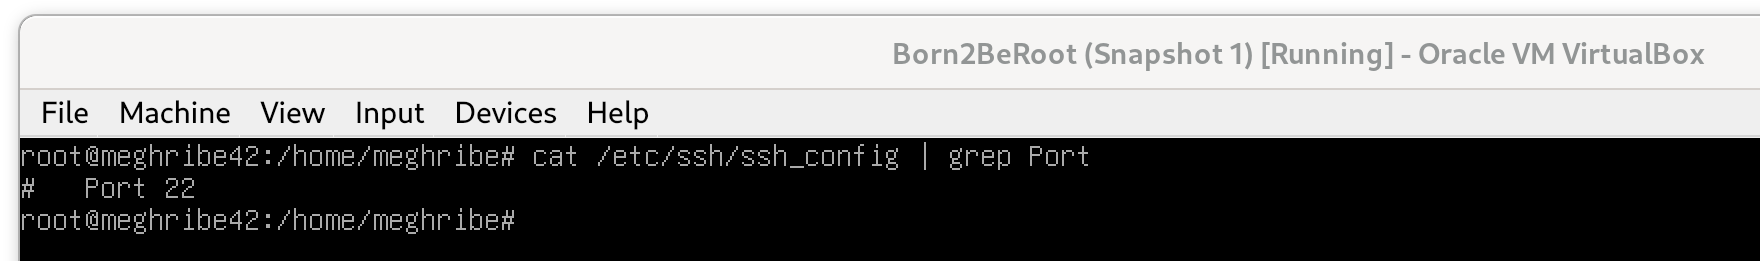 Born2BeRoot (Snapshot 1) [Running] - Oracle VM VirtualBox
File Machine View Input Devices Help
root@meghribe42:/home/meghribe# cat /etc/ssh/ssh_config | grep Port
#   Port 22
root@meghribe42:/home/meghribe#